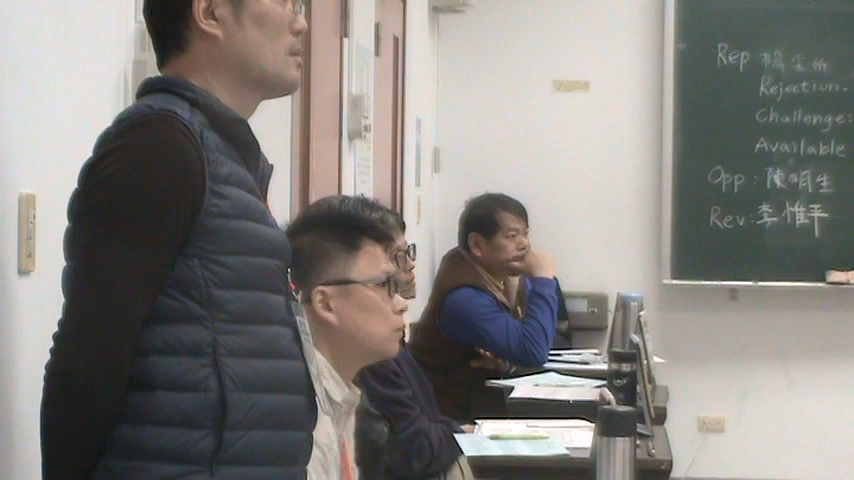 Rep
Rejection
Challenge:
Available
Opp: 陳明生
Rev: 李惟平